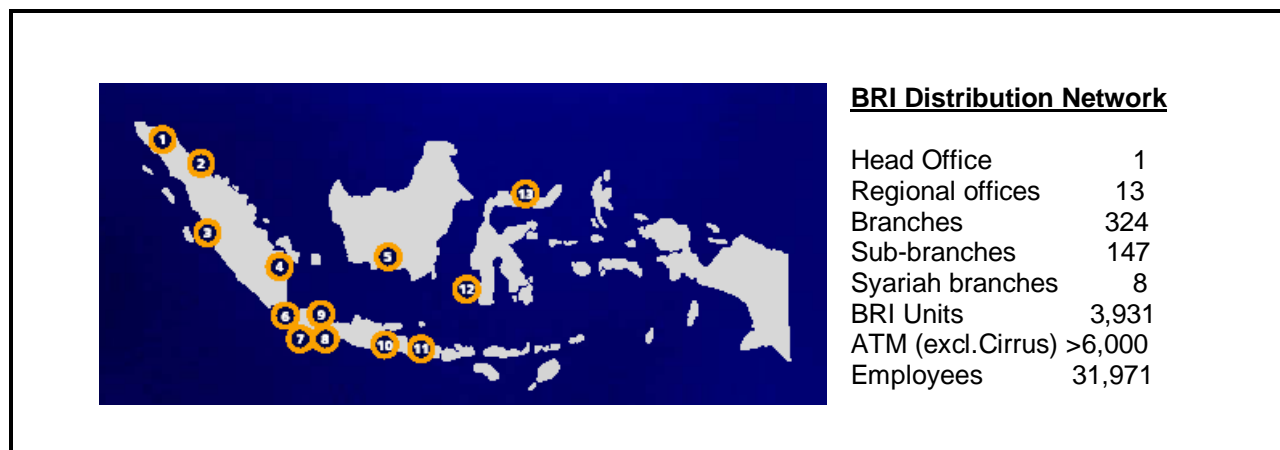 BRI Distribution Network
Head Office 1
Regional offices 13
Branches 324
Sub-branches 147
Syariah branches 8
BRI Units 3,931
ATM (excl.Cirrus) >6,000
Employees 31,971
1
2
13
3
5
4
12
6
9
7
8
10
11